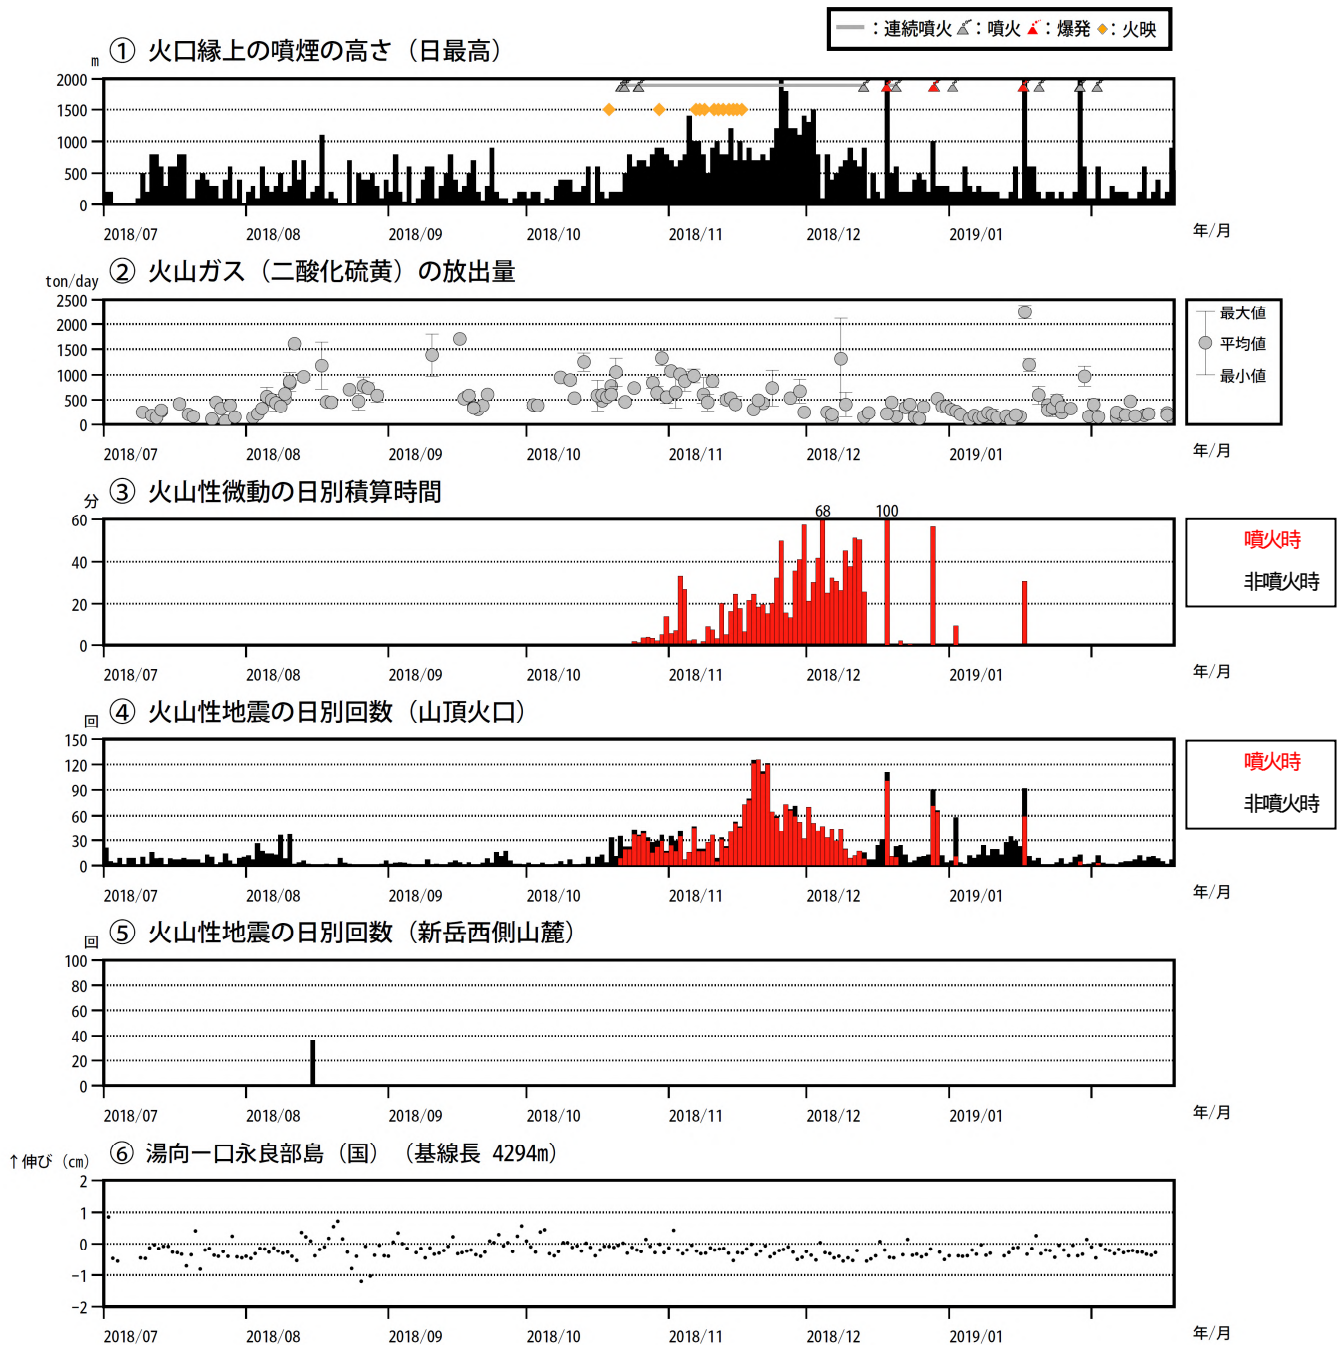 ：連続噴火 ：噴火 ：爆発 ：火映
① 火口縁上の噴煙の高さ（日最高）
m
2000
1500
1000
500
0
2018/07 2018/08 2018/09 2018/10 2018/11 2018/12 2019/01 年/月
② 火山ガス（二酸化硫黄）の放出量
ton/day
2500
2000
1500
1000
500
0
最大値
平均値
最小値
2018/07 2018/08 2018/09 2018/10 2018/11 2018/12 2019/01 年/月
③ 火山性微動の日別積算時間
分
68 100
60
40
20
0
噴火時
非噴火時
2018/07 2018/08 2018/09 2018/10 2018/11 2018/12 2019/01 年/月
④ 火山性地震の日別回数（山頂火口）
回
150
120
90
60
30
0
噴火時
非噴火時
2018/07 2018/08 2018/09 2018/10 2018/11 2018/12 2019/01 年/月
⑤ 火山性地震の日別回数（新岳西側山麓）
回
100
80
60
40
20
0
2018/07 2018/08 2018/09 2018/10 2018/11 2018/12 2019/01 年/月
⑥ 湯向ー口永良部島（国）（基線長 4294m）
↑伸び（cm）
2
1
0
−1
−2
2018/07 2018/08 2018/09 2018/10 2018/11 2018/12 2019/01 年/月